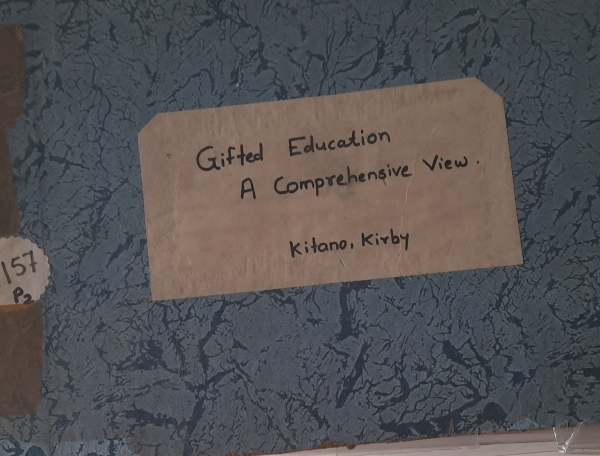 Gifted Education
A Comprehensive View.
Kitano, Kirby
157
P2